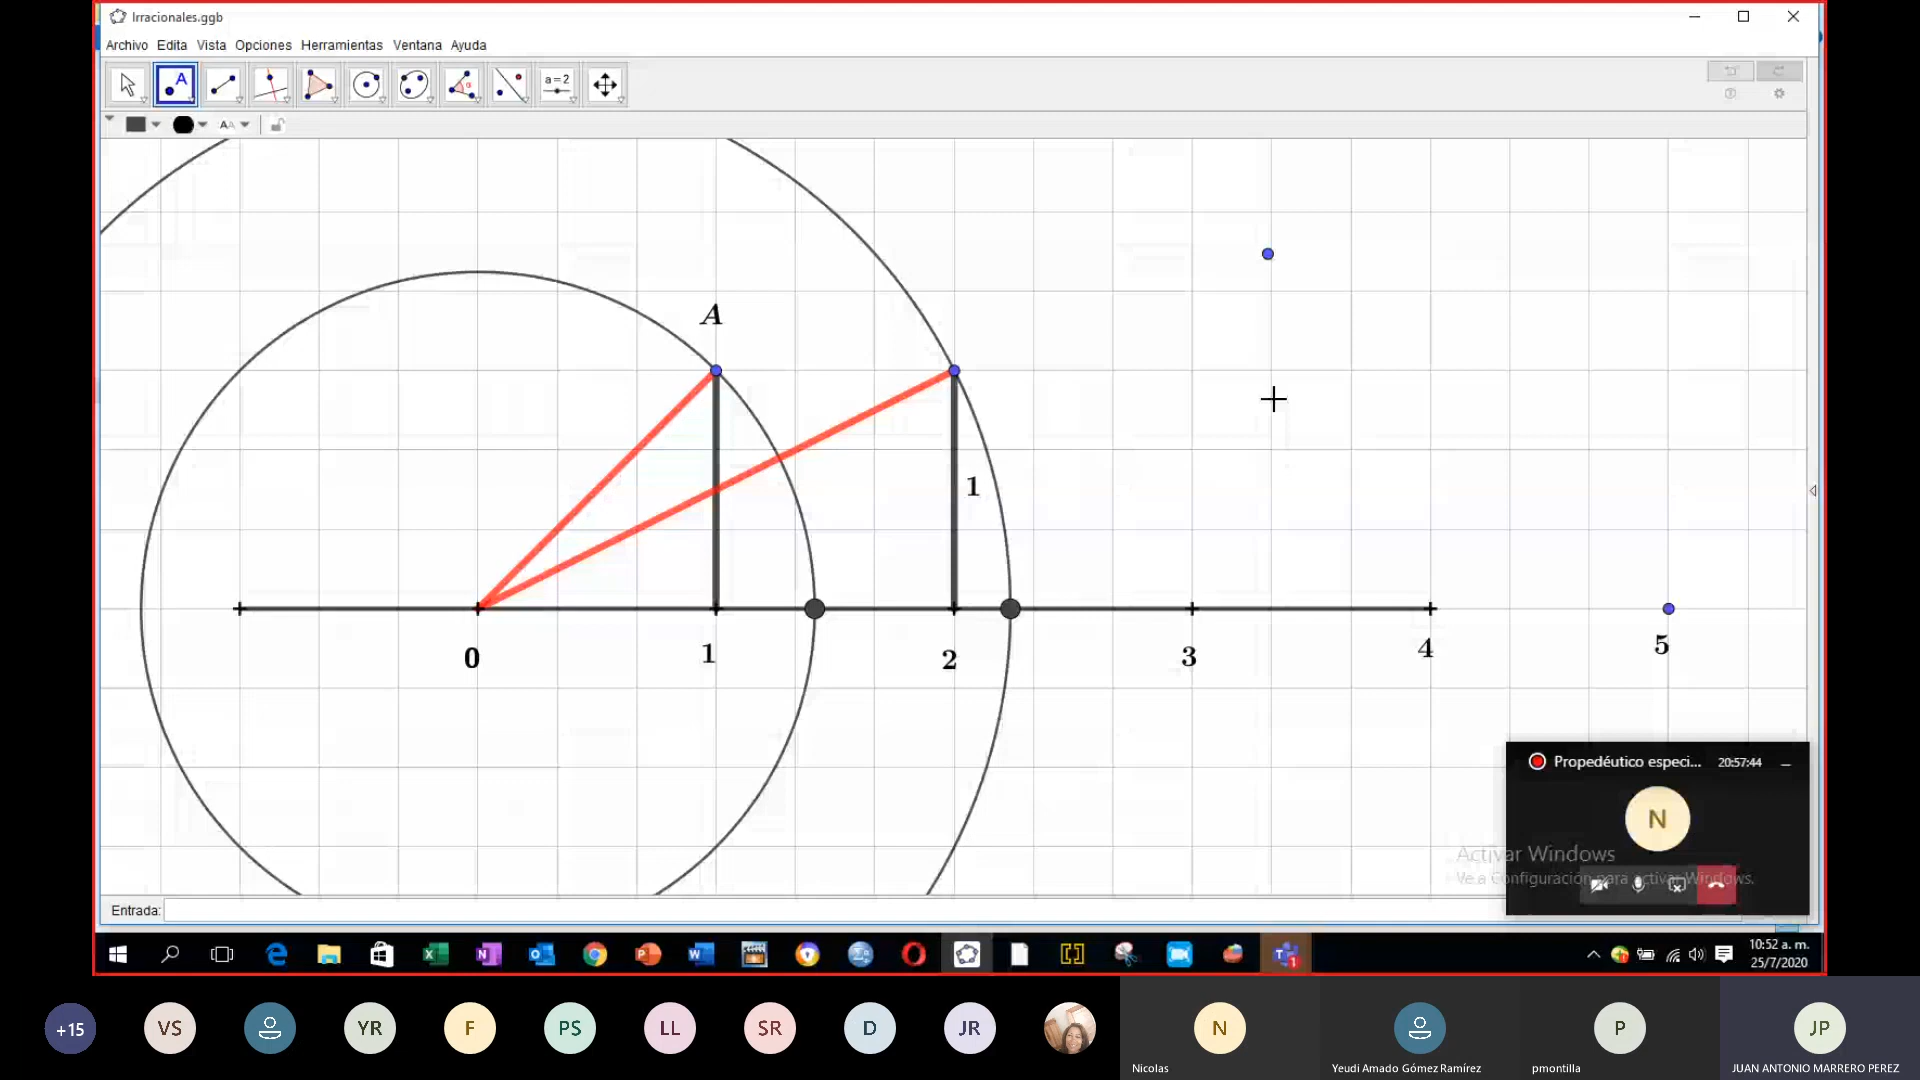 Irracionales.ggb
Archivo Edita Vista Opciones Herramientas Ventana Ayuda
A
a = 2
AA
A
1
0 1 2 3 4 5
Propedéutico especi... 20:57:44
N
Activar Windows
Ve a Configuración para activar Windows.
Entrada:
10:52 a. m.
25/7/2020
+15 VS YR F PS LL SR D JR N P JP
Nicolas Yeudi Amado Gómez Ramírez pmontilla JUAN ANTONIO MARRERO PEREZ